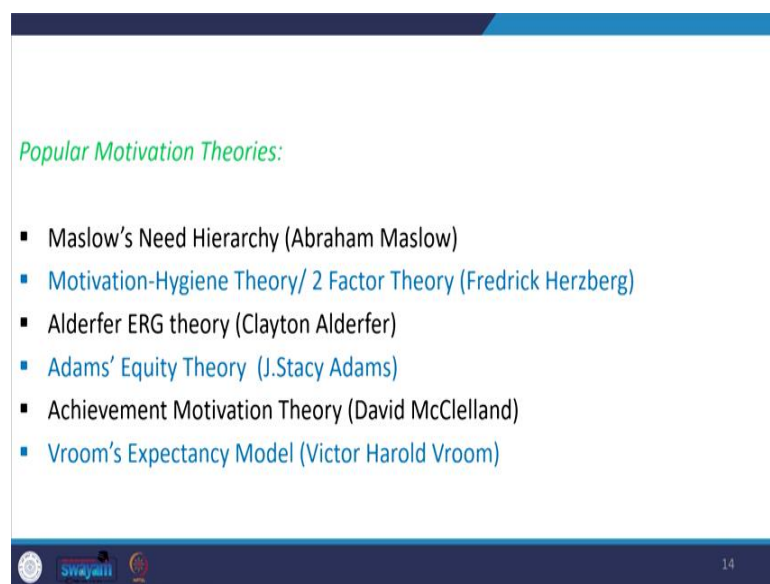 Popular Motivation Theories:
▪ Maslow's Need Hierarchy (Abraham Maslow)
▪ Motivation-Hygiene Theory/ 2 Factor Theory (Fredrick Herzberg)
▪ Alderfer ERG theory (Clayton Alderfer)
▪ Adams' Equity Theory (J.Stacy Adams)
▪ Achievement Motivation Theory (David McClelland)
▪ Vroom's Expectancy Model (Victor Harold Vroom)
swayam
14